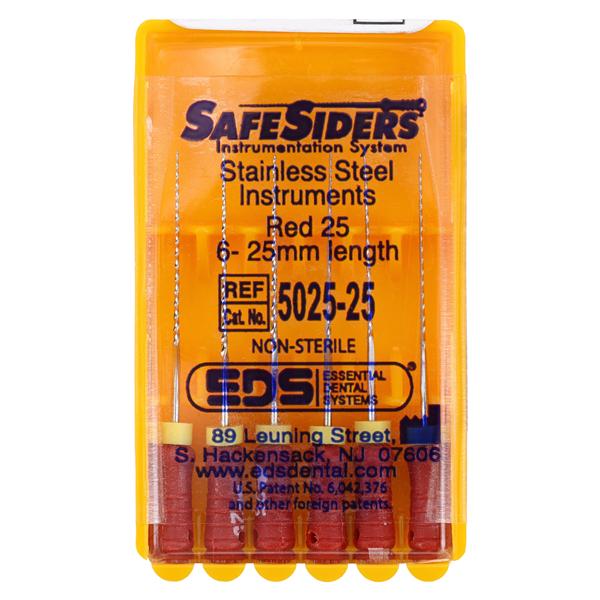 SAFESIDERS®
Instrumentation System
Stainless Steel
Instruments
Red 25
6- 25mm length
REF
Cat. No.
5025-25
NON-STERILE
EDS
ESSENTIAL
DENTAL
SYSTEMS
®
89 Leuning Street,
S. Hackensack, NJ 07606
www.edsdental.com
U.S. Patent No. 6,042,376
and other foreign patents.